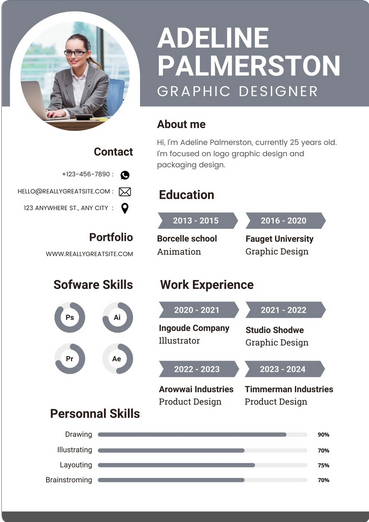 ADELINE
PALMERSTON
GRAPHIC DESIGNER
About me
Hi, I'm Adeline Palmerston, currently 25 years old.
I'm focused on logo graphic design and
packaging design.
Contact
+123-456-7890 :
HELLO@REALLYGREATSITE.COM :
123 ANYWHERE ST., ANY CITY :
Portfolio
WWW.REALLYGREATSITE.COM
Education
2013 - 2015
Borcelle school
Animation
2016 - 2020
Fauget University
Graphic Design
Sofware Skills
Ps
Ai
Pr
Ae
Work Experience
2020 - 2021
Ingoude Company
Illustrator
2021 - 2022
Studio Shodwe
Graphic Design
2022 - 2023
Arowwai Industries
Product Design
2023 - 2024
Timmerman Industries
Product Design
Personnal Skills
Drawing 90%
Illustrating 70%
Layouting 75%
Brainstroming 70%